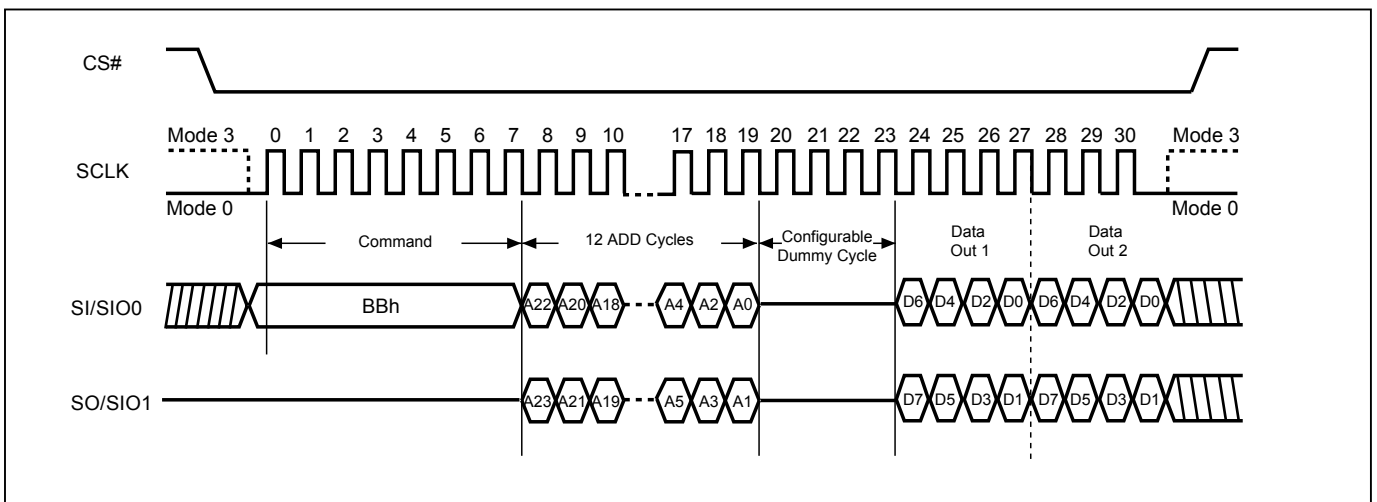 CS#
Mode 3 0 1 2 3 4 5 6 7 8 9 10 17 18 19 20 21 22 23 24 25 26 27 28 29 30 Mode 3
SCLK
Mode 0 Mode 0
Command 12 ADD Cycles Configurable Dummy Cycle Data Out 1 Data Out 2
SI/SIO0 BBh A22 A20 A18 A4 A2 A0 D6 D4 D2 D0 D6 D4 D2 D0
SO/SIO1 A23 A21 A19 A5 A3 A1 D7 D5 D3 D1 D7 D5 D3 D1